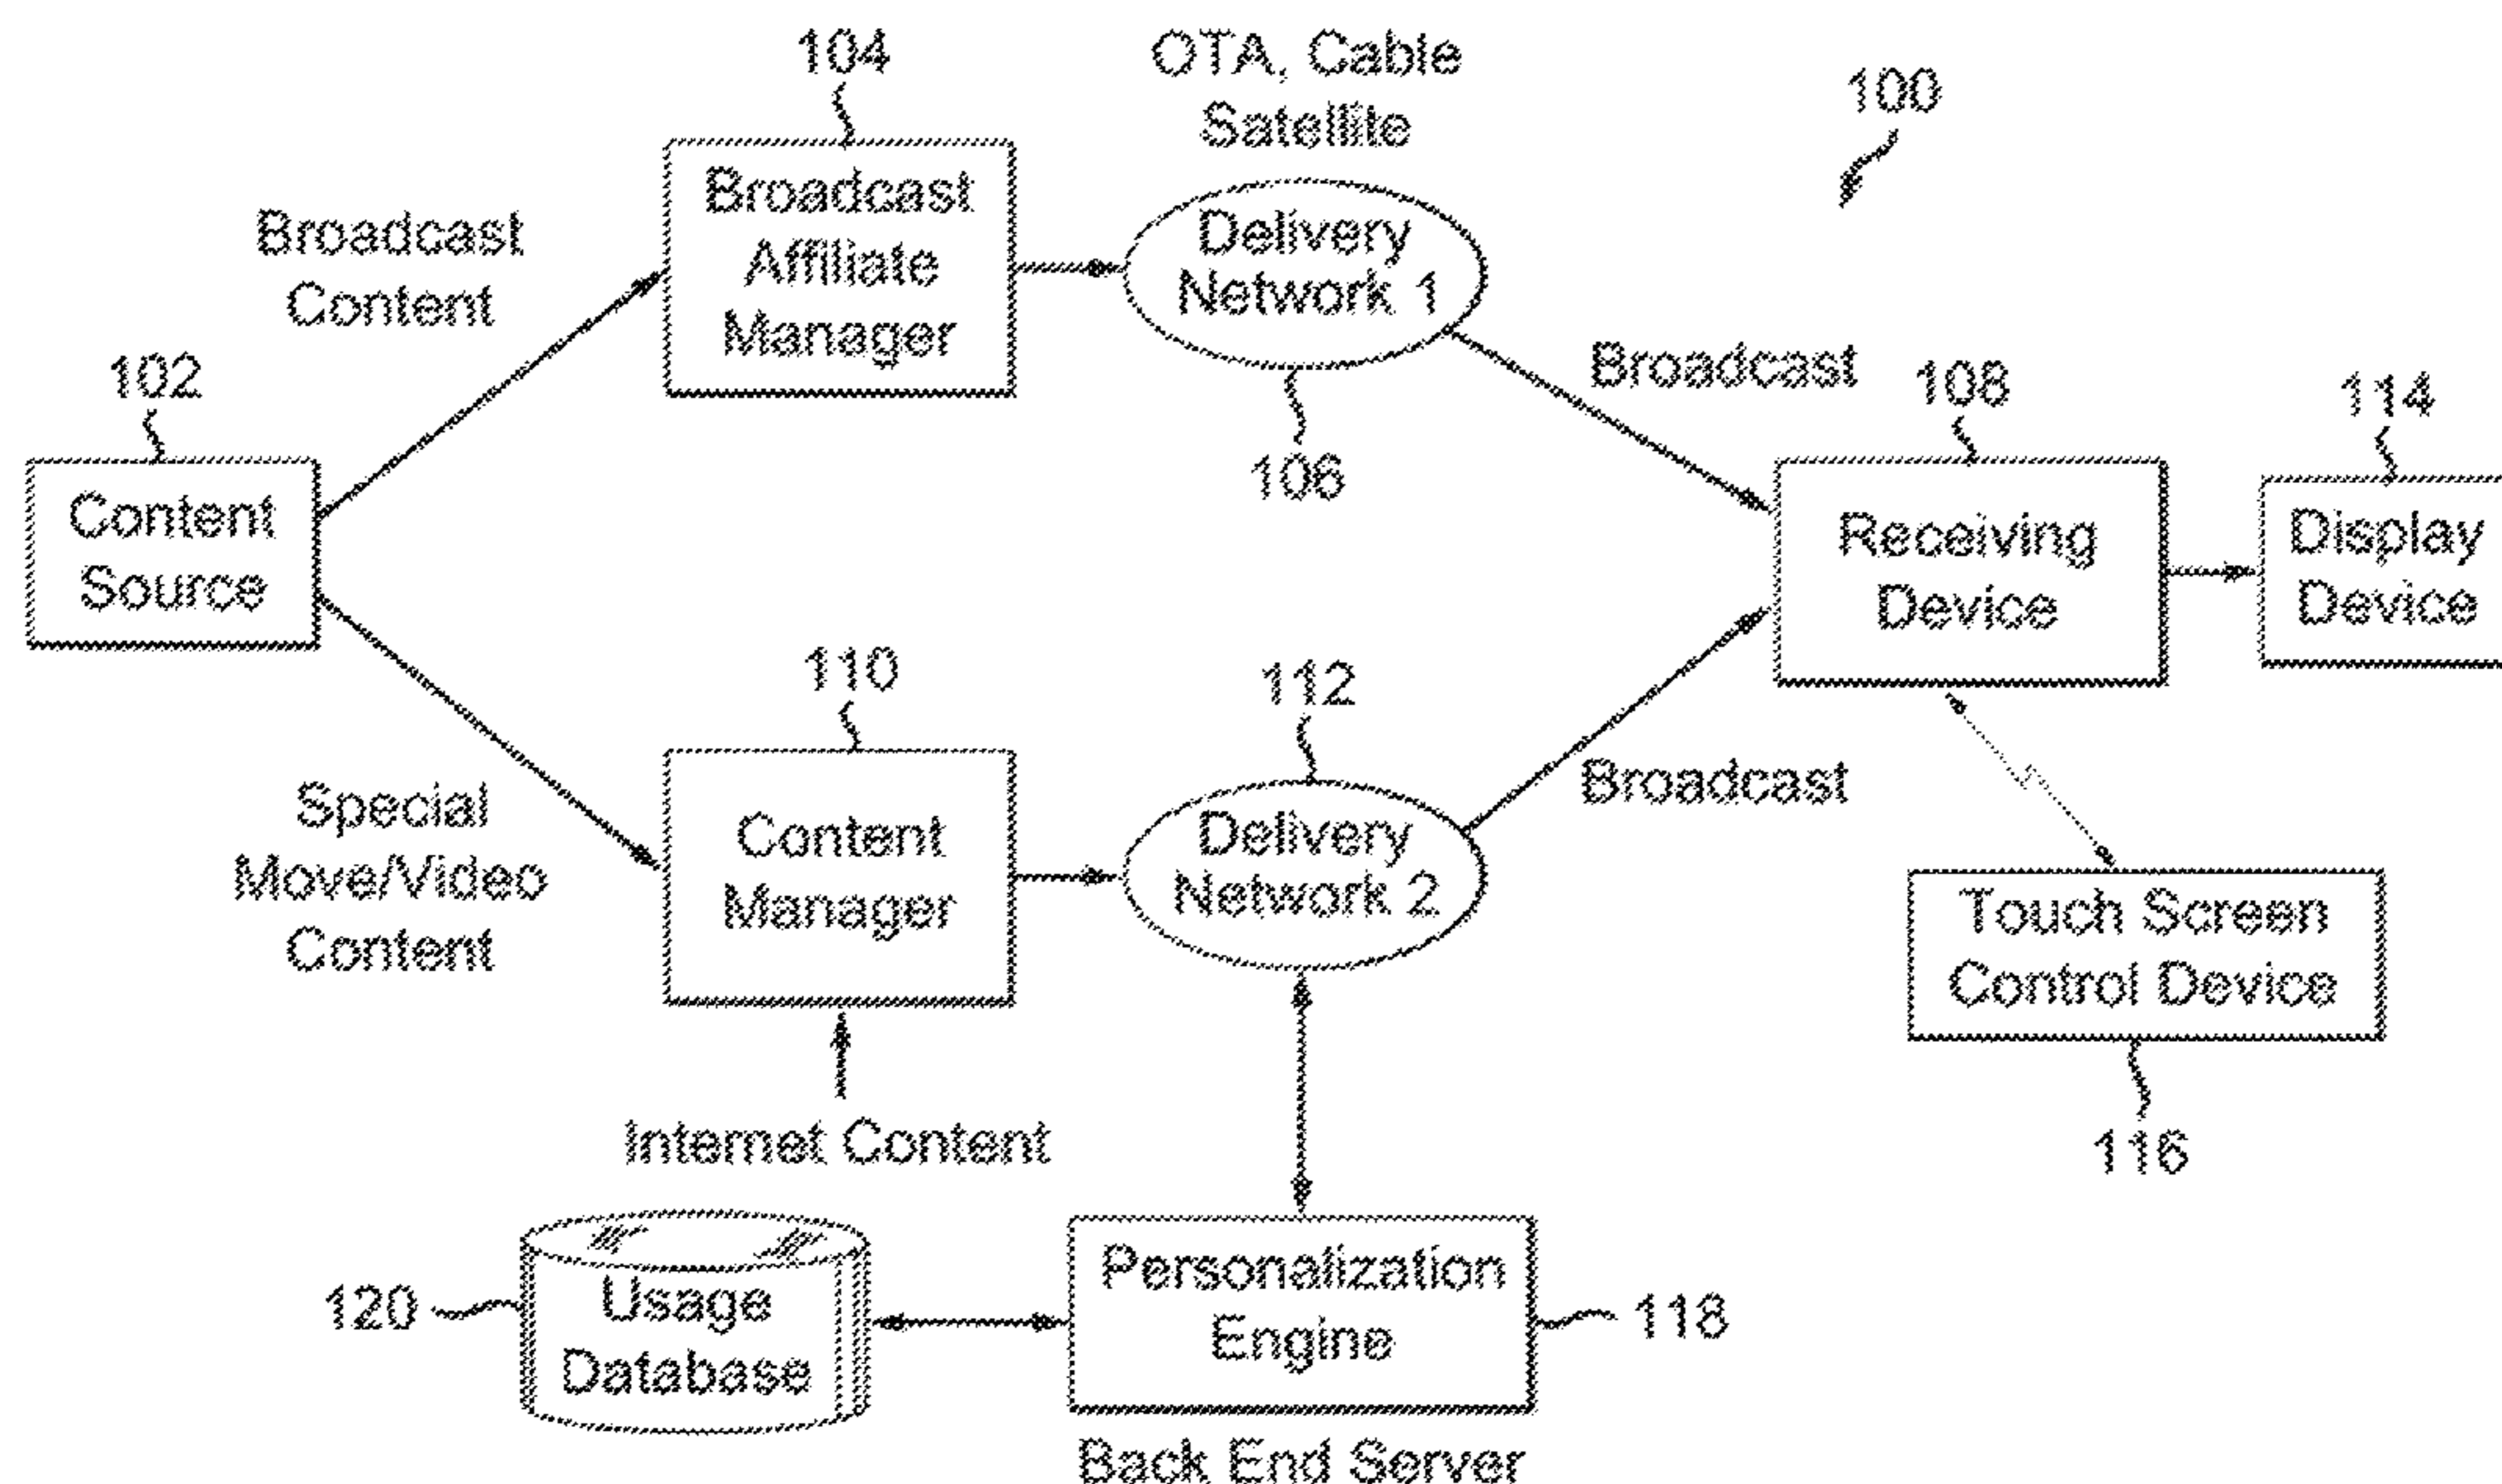 104
OTA, Cable
Satellite
100
Broadcast
Affiliate
Manager
Delivery
Network 1
Broadcast
Content
102
Content
Source
106
Broadcast
108
114
Receiving
Device
Display
Device
110
112
Special
Move/Video
Content
Content
Manager
Delivery
Network 2
Broadcast
Touch Screen
Control Device
116
Internet Content
120
Usage
Database
Personalization
Engine
118
Back End Server